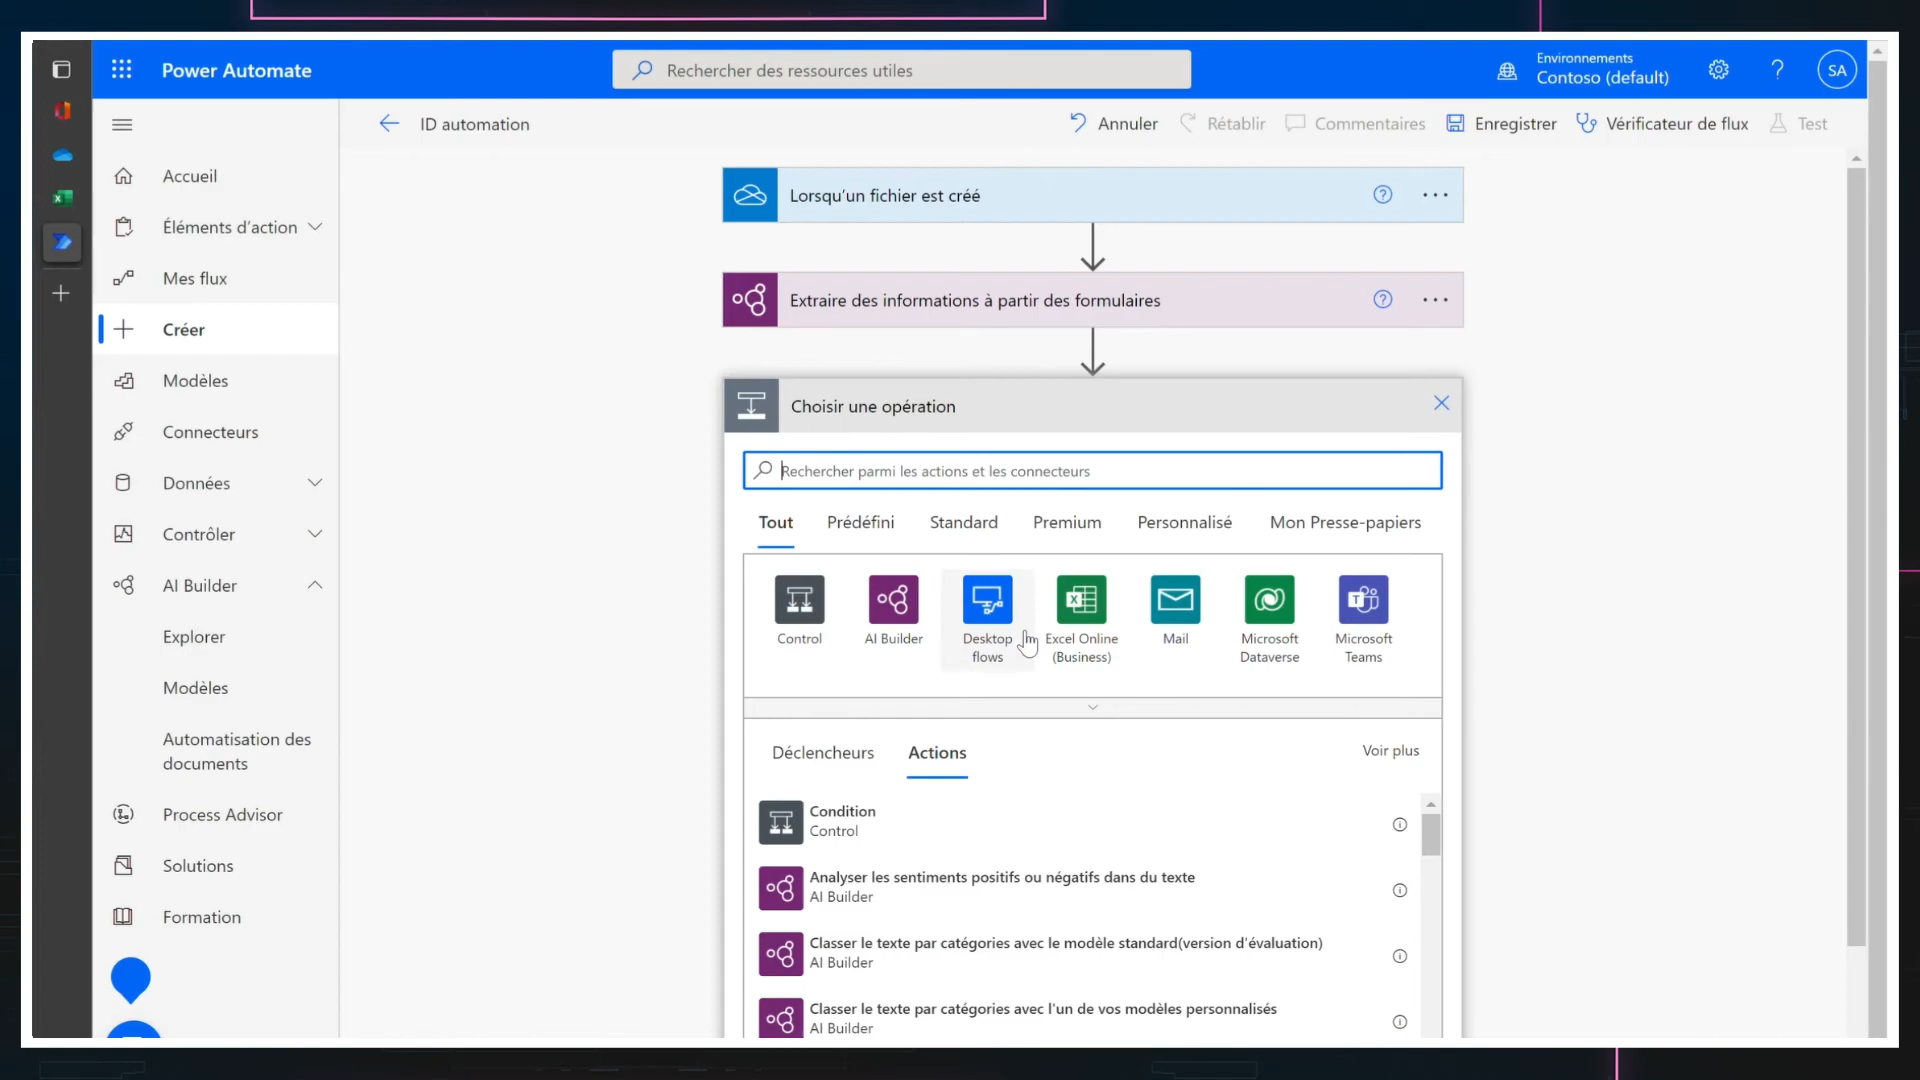 Power Automate
Rechercher des ressources utiles
Environnements
Contoso (default)
SA
ID automation
Annuler
Rétablir
Commentaires
Enregistrer
Vérificateur de flux
Test
Accueil
Éléments d'action
Mes flux
Créer
Modèles
Connecteurs
Données
Contrôler
AI Builder
Explorer
Modèles
Automatisation des
documents
Process Advisor
Solutions
Formation
Lorsqu'un fichier est créé
Extraire des informations à partir des formulaires
Choisir une opération
Rechercher parmi les actions et les connecteurs
Tout
Prédéfini
Standard
Premium
Personnalisé
Mon Presse-papiers
Control
AI Builder
Desktop
flows
Excel Online
(Business)
Mail
Microsoft
Dataverse
Microsoft
Teams
Déclencheurs
Actions
Voir plus
Condition
Control
Analyser les sentiments positifs ou négatifs dans du texte
AI Builder
Classer le texte par catégories avec le modèle standard(version d'évaluation)
AI Builder
Classer le texte par catégories avec l'un de vos modèles personnalisés
AI Builder